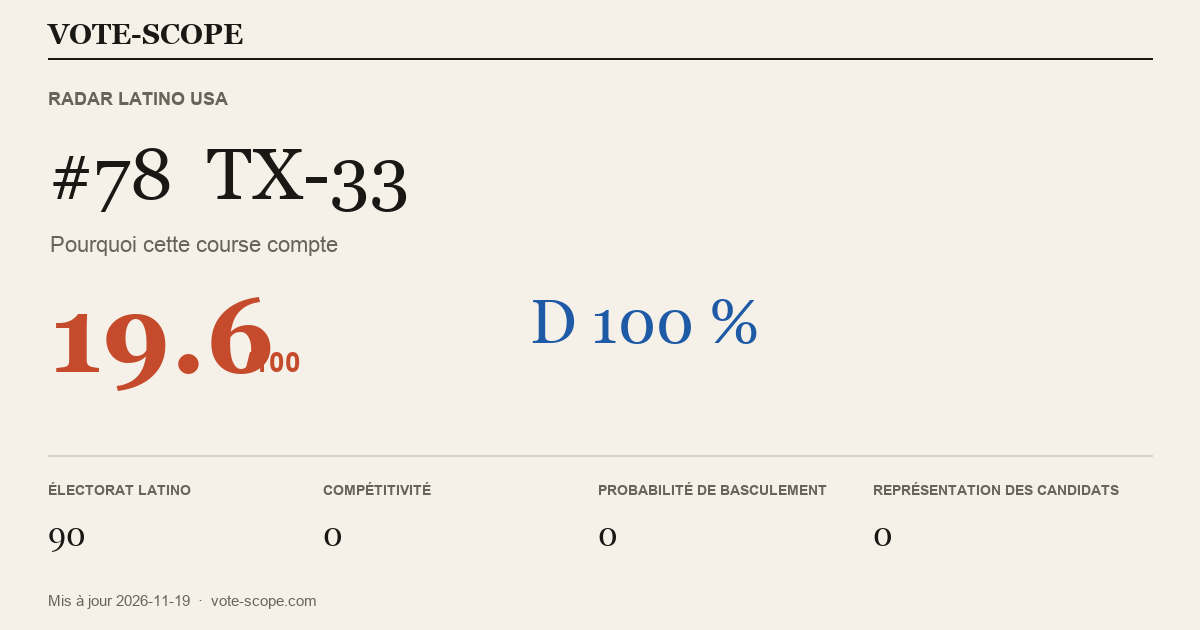 VOTE-SCOPE
RADAR LATINO USA
#78 TX-33
Pourquoi cette course compte
19.6/100
D 100 %
ÉLECTORAT LATINO
COMPÉTITIVITÉ
PROBABILITÉ DE BASCULEMENT
REPRÉSENTATION DES CANDIDATS
90
0
0
0
Mis à jour 2026-11-19 · vote-scope.com